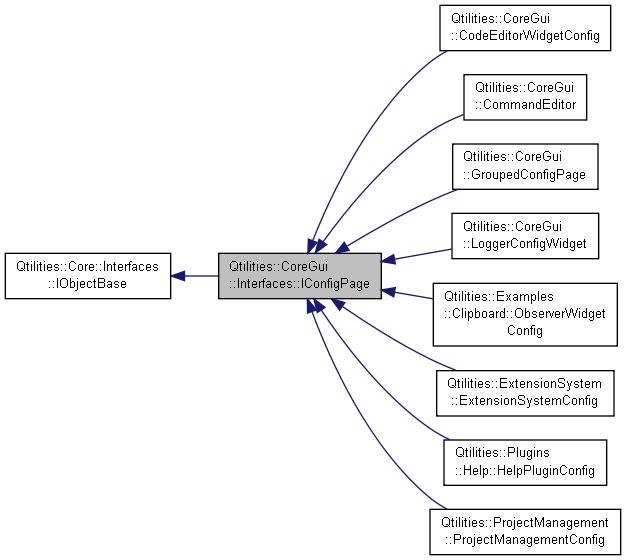 Qtilities::Core::Interfaces
::IObjectBase
Qtilities::CoreGui
::Interfaces::IConfigPage
Qtilities::CoreGui
::CodeEditorWidgetConfig
Qtilities::CoreGui
::CommandEditor
Qtilities::CoreGui
::GroupedConfigPage
Qtilities::CoreGui
::LoggerConfigWidget
Qtilities::Examples
::Clipboard::ObserverWidget
Config
Qtilities::ExtensionSystem
::ExtensionSystemConfig
Qtilities::Plugins
::Help::HelpPluginConfig
Qtilities::ProjectManagement
::ProjectManagementConfig